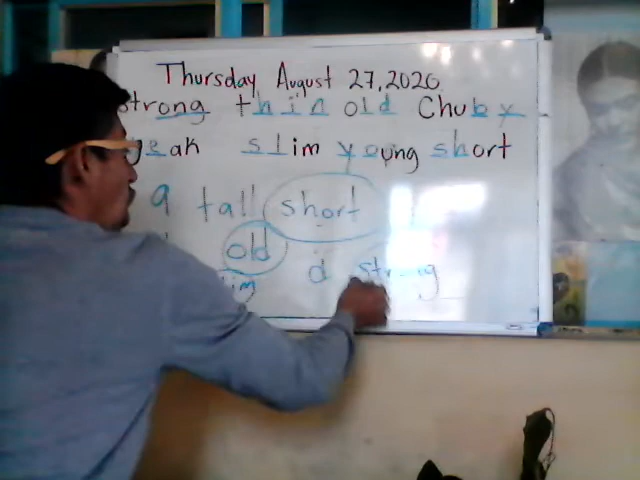 Thursday August 27, 2020
strong thin old Chuby
weak slim young short
a tall short
old
d strong